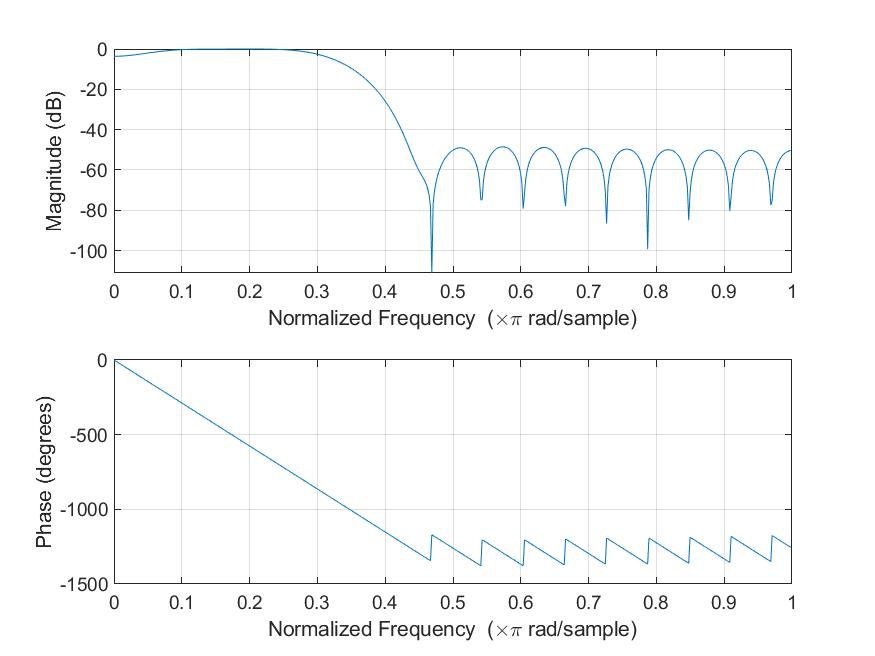 0
-20
-40
-60
-80
-100
Magnitude (dB)
0 0.1 0.2 0.3 0.4 0.5 0.6 0.7 0.8 0.9 1
Normalized Frequency (×π rad/sample)
0
-500
-1000
-1500
Phase (degrees)
0 0.1 0.2 0.3 0.4 0.5 0.6 0.7 0.8 0.9 1
Normalized Frequency (×π rad/sample)